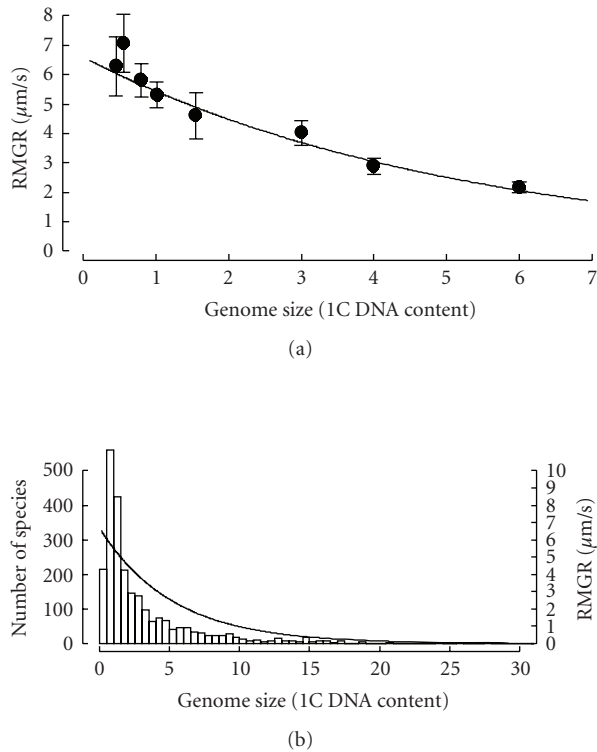 8
7
6
5
4
3
2
1
0
RMGR (μm/s)
0 1 2 3 4 5 6 7
Genome size (1C DNA content)
(a)
500
400
300
200
100
0
Number of species
10
9
8
7
6
5
4
3
2
1
0
RMGR (μm/s)
0 5 10 15 20 25 30
Genome size (1C DNA content)
(b)